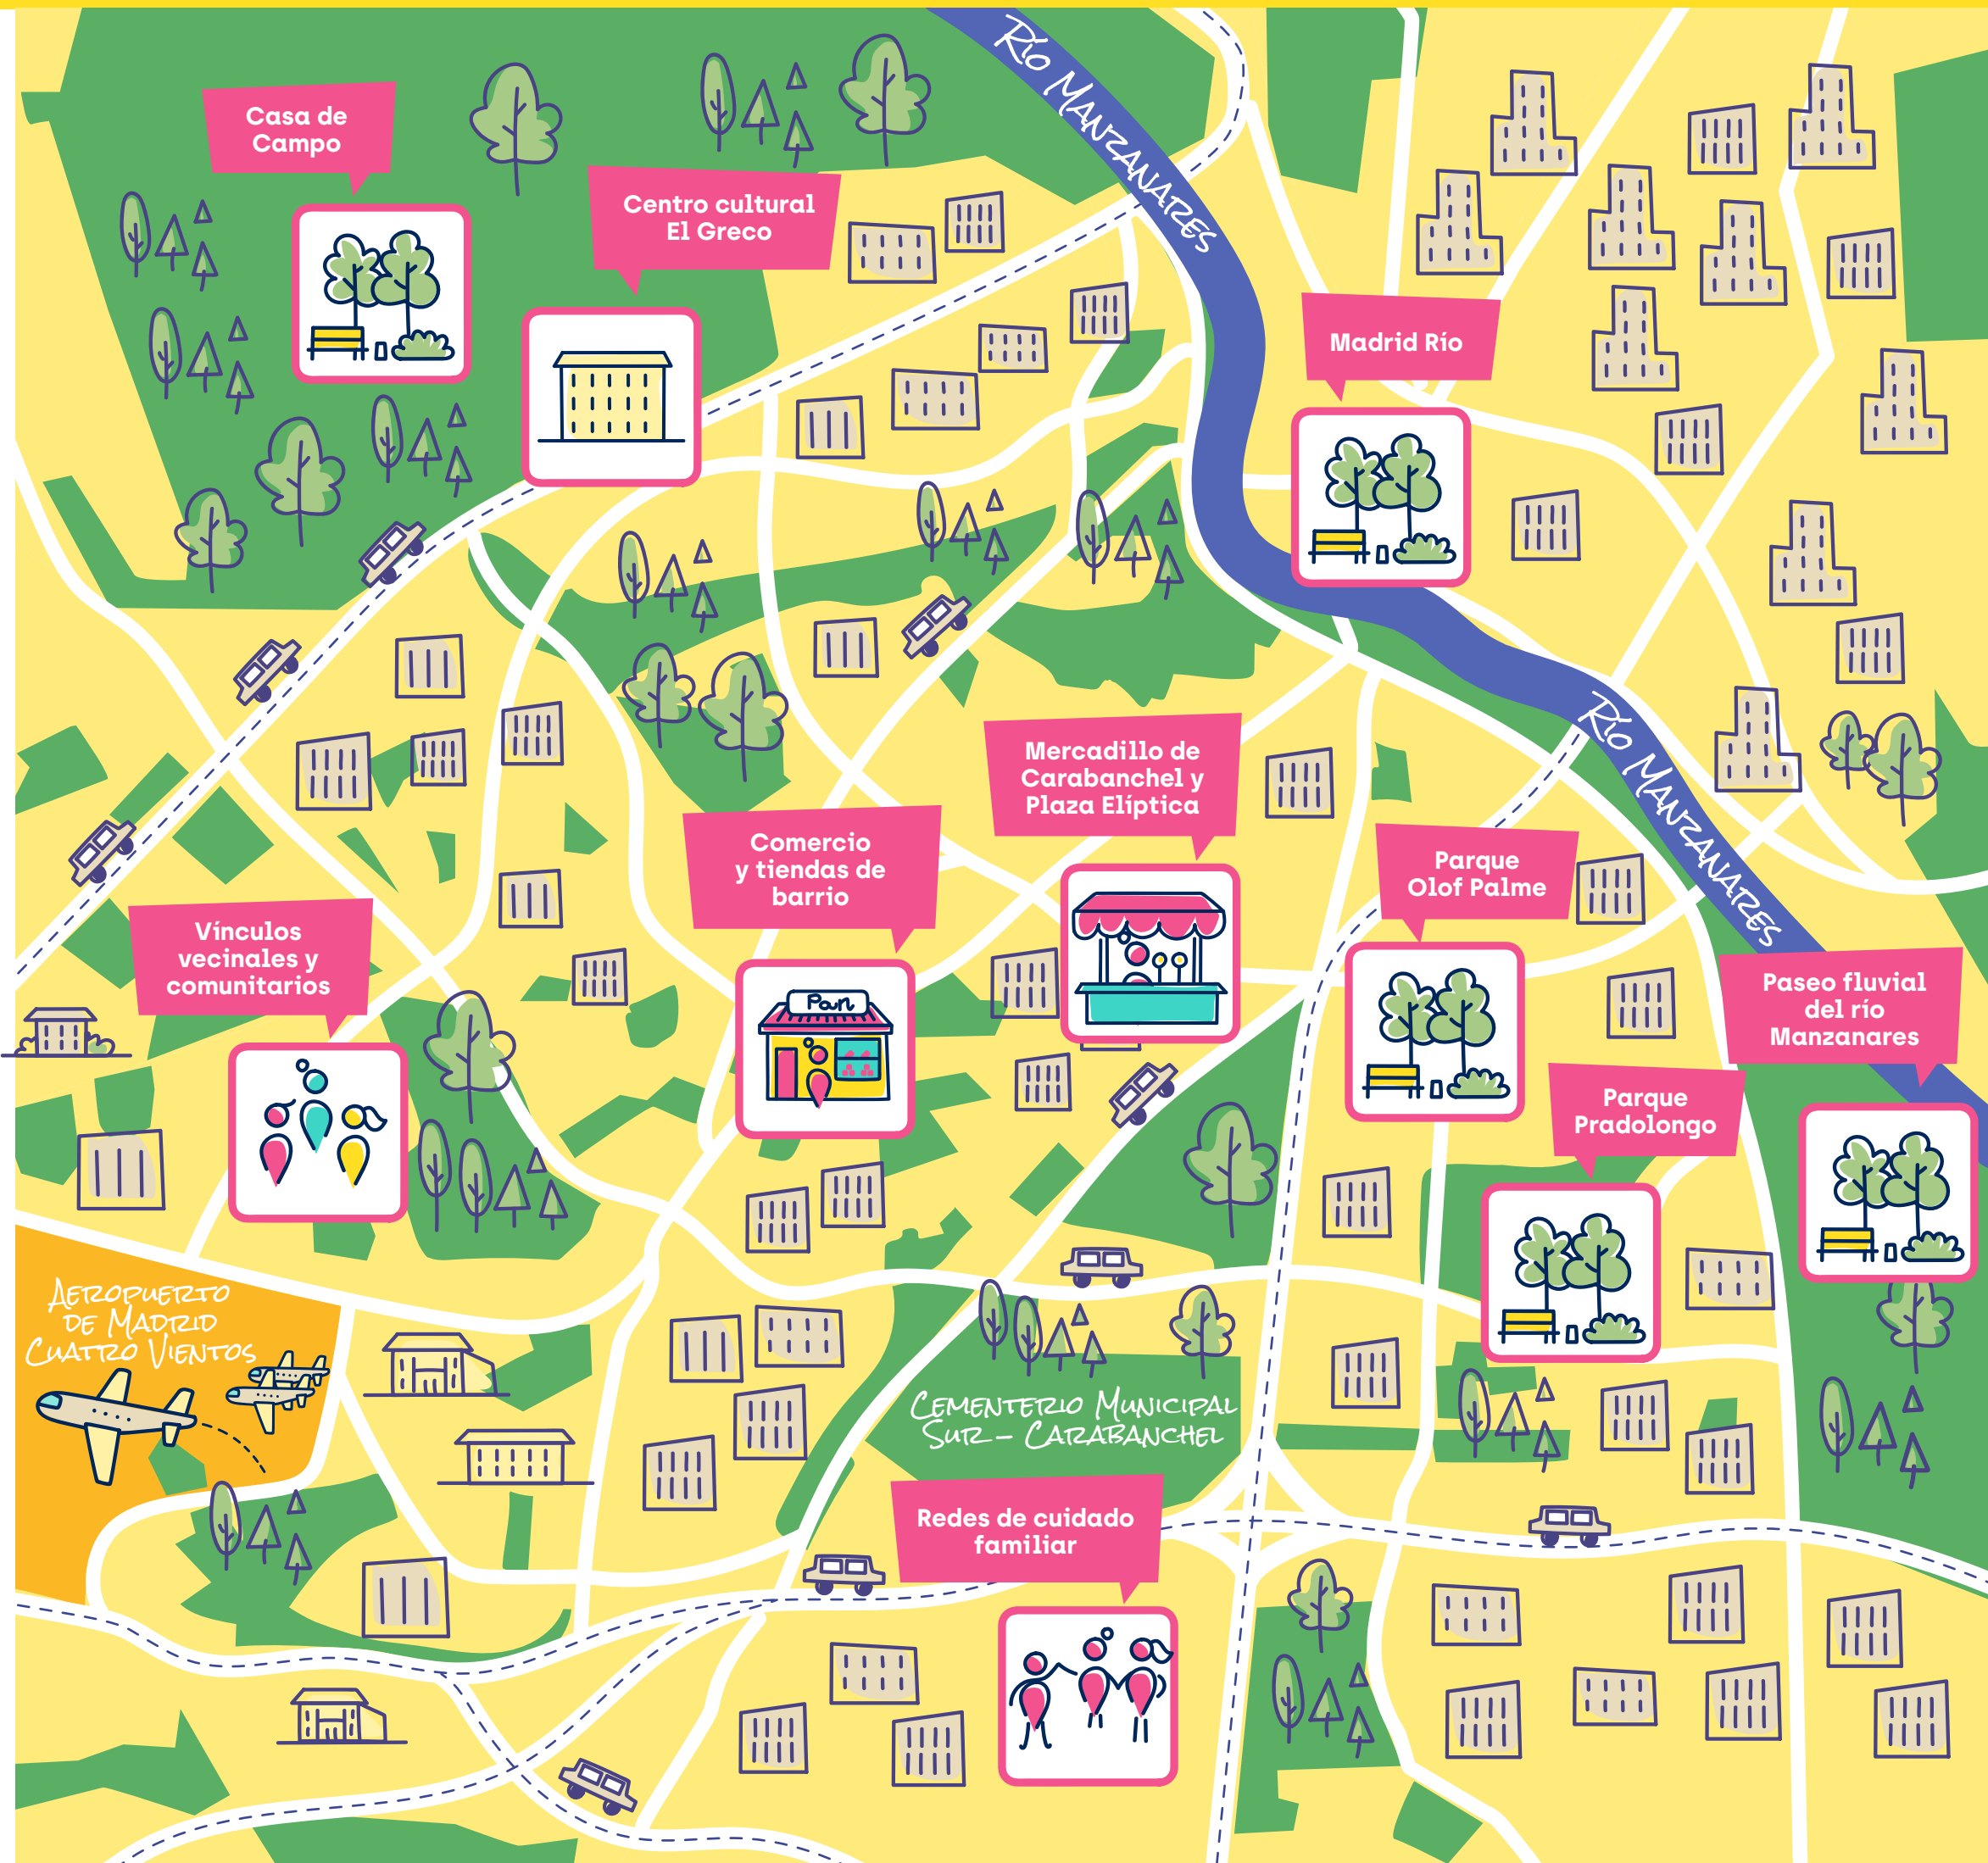 Río Manzanares
Casa de
Campo
Centro cultural
El Greco
Madrid Río
Río Manzanares
Mercadillo de
Carabanchel y
Plaza Elíptica
Comercio
y tiendas de
barrio
Parque
Olof Palme
Vínculos
vecinales y
comunitarios
Paseo fluvial
del río
Manzanares
Pan
Parque
Pradolongo
Aeropuerto
de Madrid
Cuatro Vientos
Cementerio Municipal
Sur - Carabanchel
Redes de cuidado
familiar